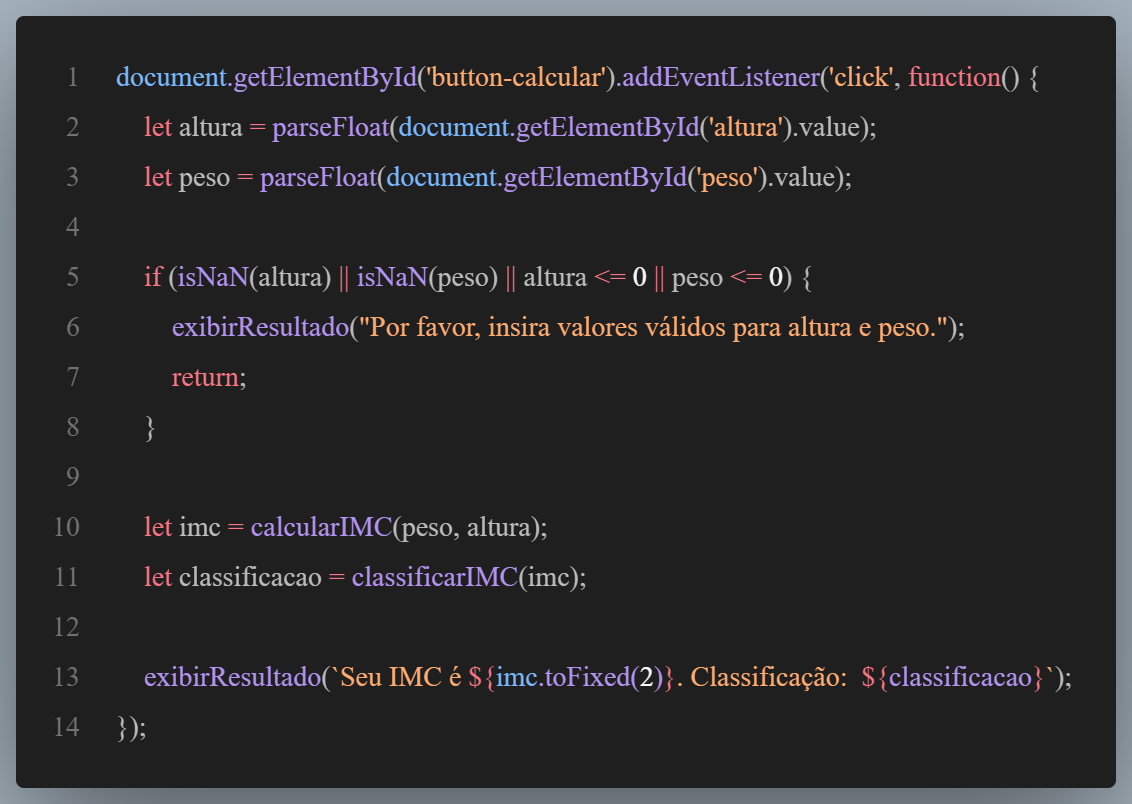 1 document.getElementById('button-calcular').addEventListener('click', function() {
2 let altura = parseFloat(document.getElementById('altura').value);
3 let peso = parseFloat(document.getElementById('peso').value);
4
5 if (isNaN(altura) || isNaN(peso) || altura <= 0 || peso <= 0) {
6 exibirResultado("Por favor, insira valores válidos para altura e peso.");
7 return;
8 }
9
10 let imc = calcularIMC(peso, altura);
11 let classificacao = classificarIMC(imc);
12
13 exibirResultado(`Seu IMC é ${imc.toFixed(2)}. Classificação:  ${classificacao}`);
14 });